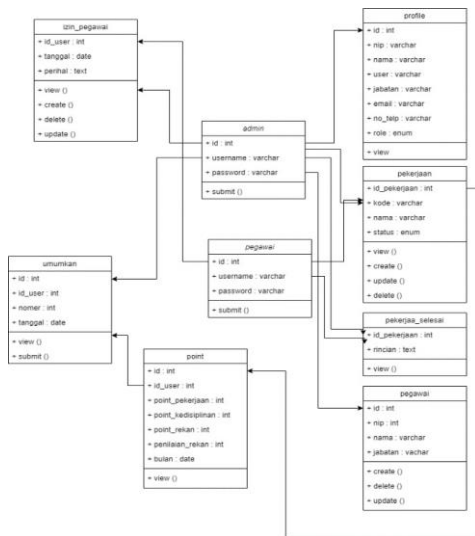 izin_pegawai
+ id_user : int
+ tanggal : date
+ perihal : text
+ view ()
+ create ()
+ delete ()
+ update ()
admin
+ id : int
+ username : varchar
+ password : varchar
+ submit ()
profile
+ id : int
+ nip : varchar
+ nama : varchar
+ user : varchar
+ jabatan : varchar
+ email : varchar
+ no_telp : varchar
+ role : enum
+ view
pekerjaan
+ id_pekerjaan : int
+ kode : varchar
+ nama : varchar
+ status : enum
+ view ()
+ create ()
+ update ()
+ delete ()
pegawai
+ id : int
+ username : varchar
+ password : varchar
+ submit ()
umumkan
+ id : int
+ id_user : int
+ nomer : int
+ tanggal : date
+ view ()
+ submit ()
pekerjaa_selesai
+ id_pekerjaan : int
+ rincian : text
+ view ()
point
+ id : int
+ id_user : int
+ point_pekerjaan : int
+ point_kedisiplinan : int
+ point_rekan : int
+ penilaian_rekan : int
+ bulan : date
+ view ()
pegawai
+ id : int
+ nip : int
+ nama : varchar
+ jabatan : vachar
+ create ()
+ delete ()
+ update ()